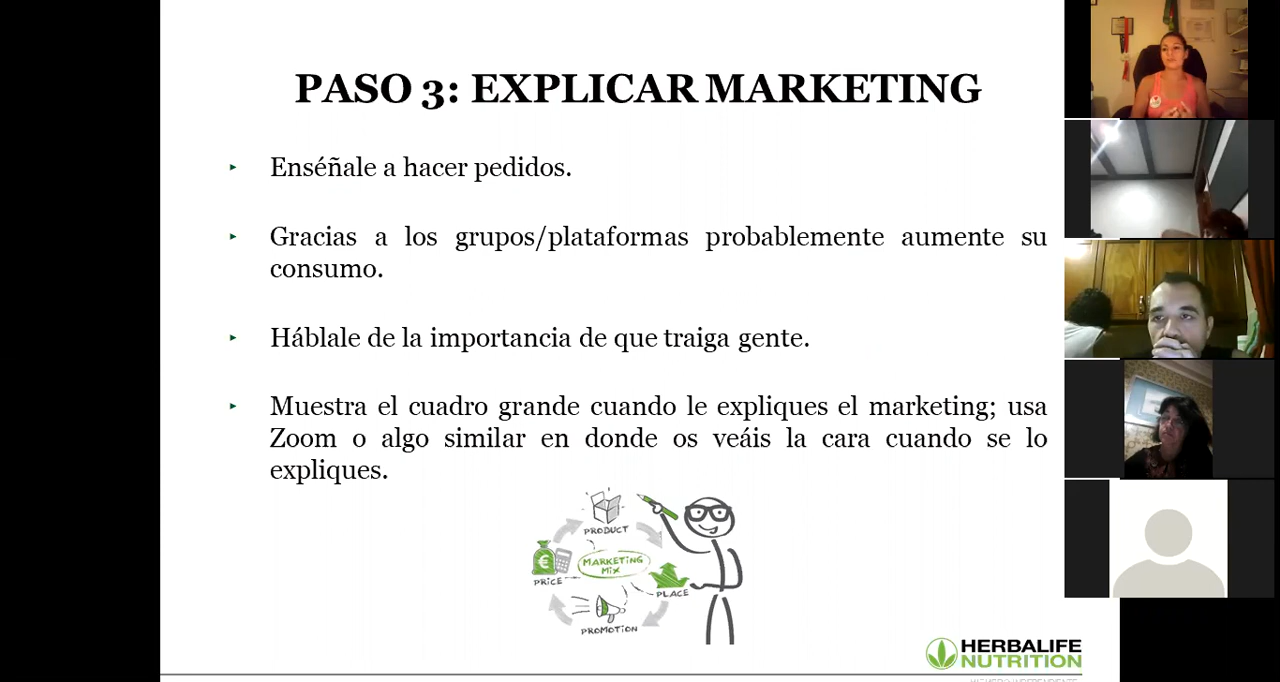 PASO 3: EXPLICAR MARKETING
‣ Enséñale a hacer pedidos.
‣ Gracias a los grupos/plataformas probablemente aumente su
consumo.
‣ Háblale de la importancia de que traiga gente.
‣ Muestra el cuadro grande cuando le expliques el marketing; usa
Zoom o algo similar en donde os veáis la cara cuando se lo
expliques.
PRODUCT
MARKETING
MIX
PRICE
PLACE
PROMOTION
HERBALIFE
NUTRITION